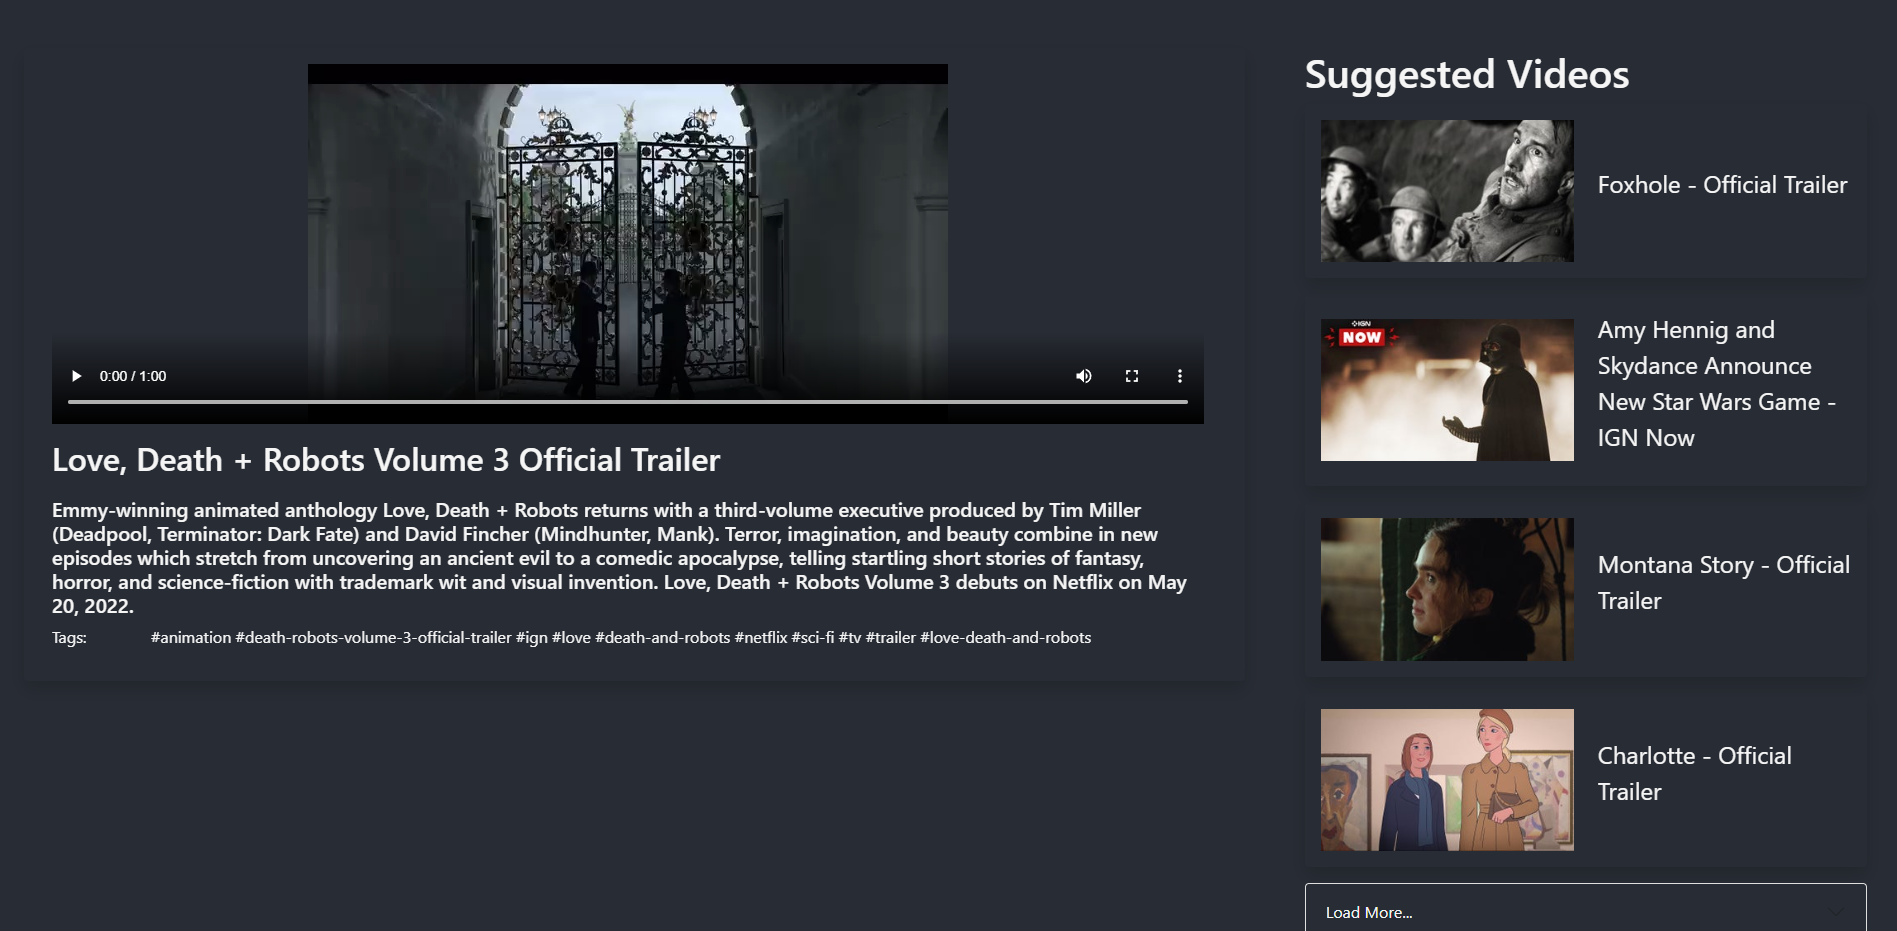 0:00 / 1:00
Love, Death + Robots Volume 3 Official Trailer
Emmy-winning animated anthology Love, Death + Robots returns with a third-volume executive produced by Tim Miller
(Deadpool, Terminator: Dark Fate) and David Fincher (Mindhunter, Mank). Terror, imagination, and beauty combine in new
episodes which stretch from uncovering an ancient evil to a comedic apocalypse, telling startling short stories of fantasy,
horror, and science-fiction with trademark wit and visual invention. Love, Death + Robots Volume 3 debuts on Netflix on May
20, 2022.
Tags: #animation #death-robots-volume-3-official-trailer #ign #love #death-and-robots #netflix #sci-fi #tv #trailer #love-death-and-robots
Suggested Videos
Foxhole - Official Trailer
IGN
NOW
Amy Hennig and
Skydance Announce
New Star Wars Game -
IGN Now
Montana Story - Official
Trailer
Charlotte - Official
Trailer
Load More...